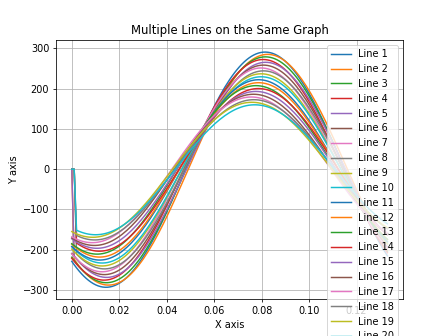 Multiple Lines on the Same Graph
300
200
100
0
−100
−200
−300
Y axis
0.00
0.02
0.04
0.06
0.08
0.10
X axis
Line 1
Line 2
Line 3
Line 4
Line 5
Line 6
Line 7
Line 8
Line 9
Line 10
Line 11
Line 12
Line 13
Line 14
Line 15
Line 16
Line 17
Line 18
Line 19
Line 20